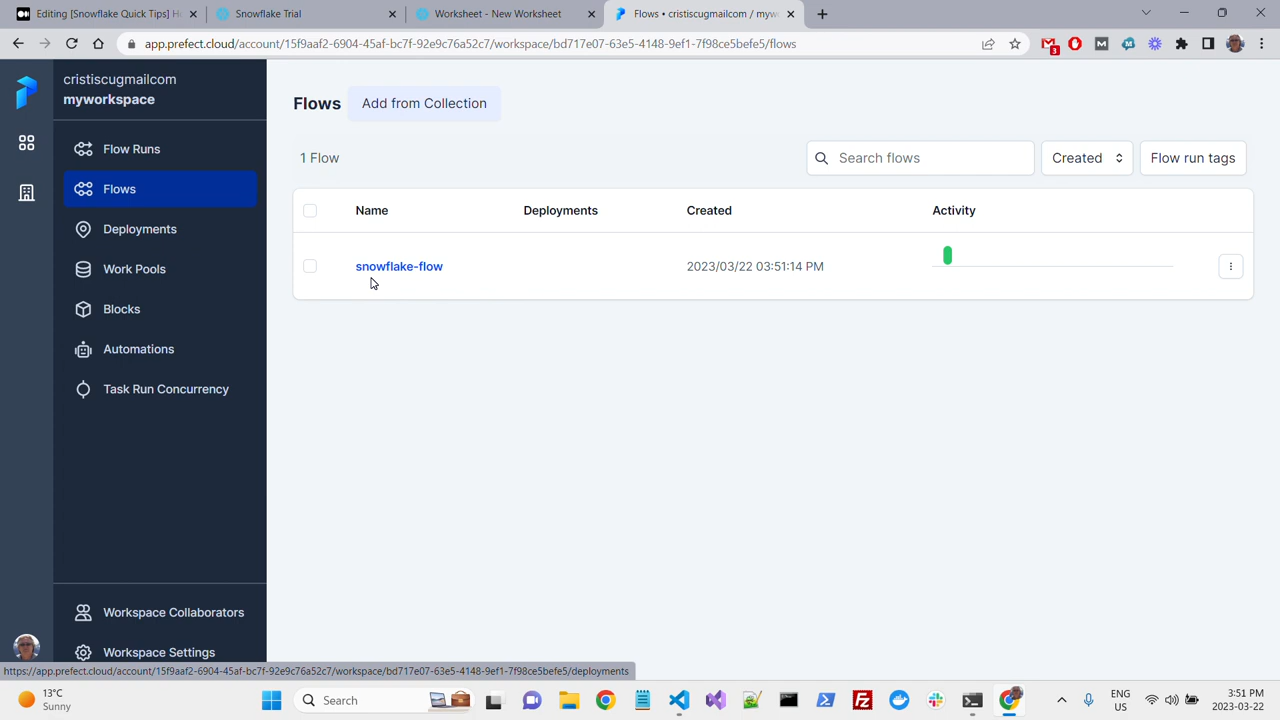 Editing [Snowflake Quick Tips] H
Snowflake Trial
Worksheet - New Worksheet
Flows • cristiscugmailcom / myw
app.prefect.cloud/account/15f9aaf2-6904-45af-bc7f-92e9c76a52c7/workspace/bd717e07-63e5-4148-9ef1-7f98ce5befe5/flows
3
cristiscugmailcom
myworkspace
Flow Runs
Flows
Deployments
Work Pools
Blocks
Automations
Task Run Concurrency
Workspace Collaborators
Workspace Settings
Flows
Add from Collection
1 Flow
Search flows
Created
Flow run tags
Name Deployments Created Activity
snowflake-flow 2023/03/22 03:51:14 PM
https://app.prefect.cloud/account/15f9aaf2-6904-45af-bc7f-92e9c76a52c7/workspace/bd717e07-63e5-4148-9ef1-7f98ce5befe5/deployments
13°C
Sunny
Search
ENG
US
3:51 PM
2023-03-22